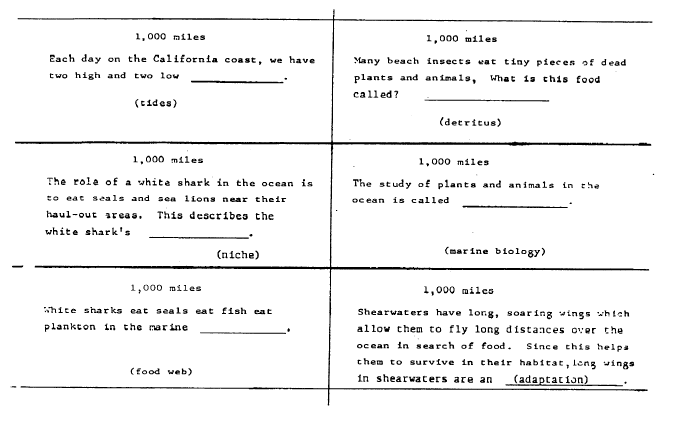 1,000 miles
Each day on the California coast, we have
two high and two low ____________.
(tides)
1,000 miles
Many beach insects eat tiny pieces of dead
plants and animals, What is this food
called? ________________
(detritus)
1,000 miles
The role of a white shark in the ocean is
to eat seals and sea lions near their
haul-out areas. This describes the
white shark's ____________.
(niche)
1,000 miles
The study of plants and animals in the
ocean is called ____________.
(marine biology)
1,000 miles
White sharks eat seals eat fish eat
plankton in the marine ____________.
(food web)
1,000 miles
Shearwaters have long, soaring wings which
allow them to fly long distances over the
ocean in search of food. Since this helps
them to survive in their habitat, long wings
in shearwaters are an (adaptation).